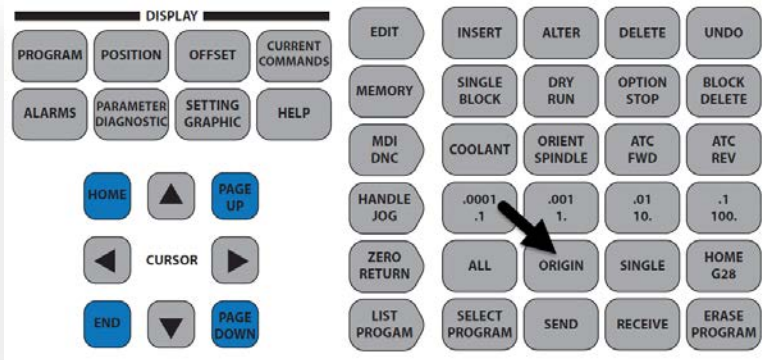 DISPLAY
PROGRAM POSITION OFFSET CURRENT COMMANDS
ALARMS PARAMETER DIAGNOSTIC SETTING GRAPHIC HELP
HOME PAGE UP
CURSOR
END PAGE DOWN
EDIT INSERT ALTER DELETE UNDO
MEMORY SINGLE BLOCK DRY RUN OPTION STOP BLOCK DELETE
MDI DNC COOLANT ORIENT SPINDLE ATC FWD ATC REV
HANDLE JOG .0001 .1 .001 1. .01 10. .1 100.
ZERO RETURN ALL ORIGIN SINGLE HOME G28
LIST PROGAM SELECT PROGRAM SEND RECEIVE ERASE PROGRAM